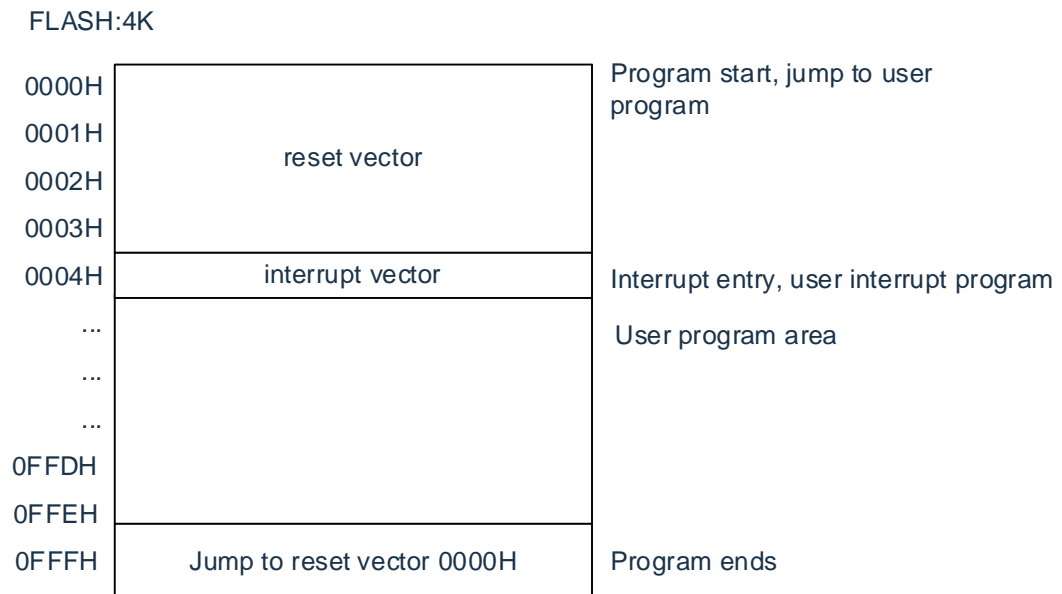 FLASH:4K
0000H
Program start, jump to user
program
0001H
reset vector
0002H
0003H
0004H
interrupt vector
Interrupt entry, user interrupt program
...
User program area
...
...
0FFDH
0FFEH
0FFFH
Jump to reset vector 0000H
Program ends